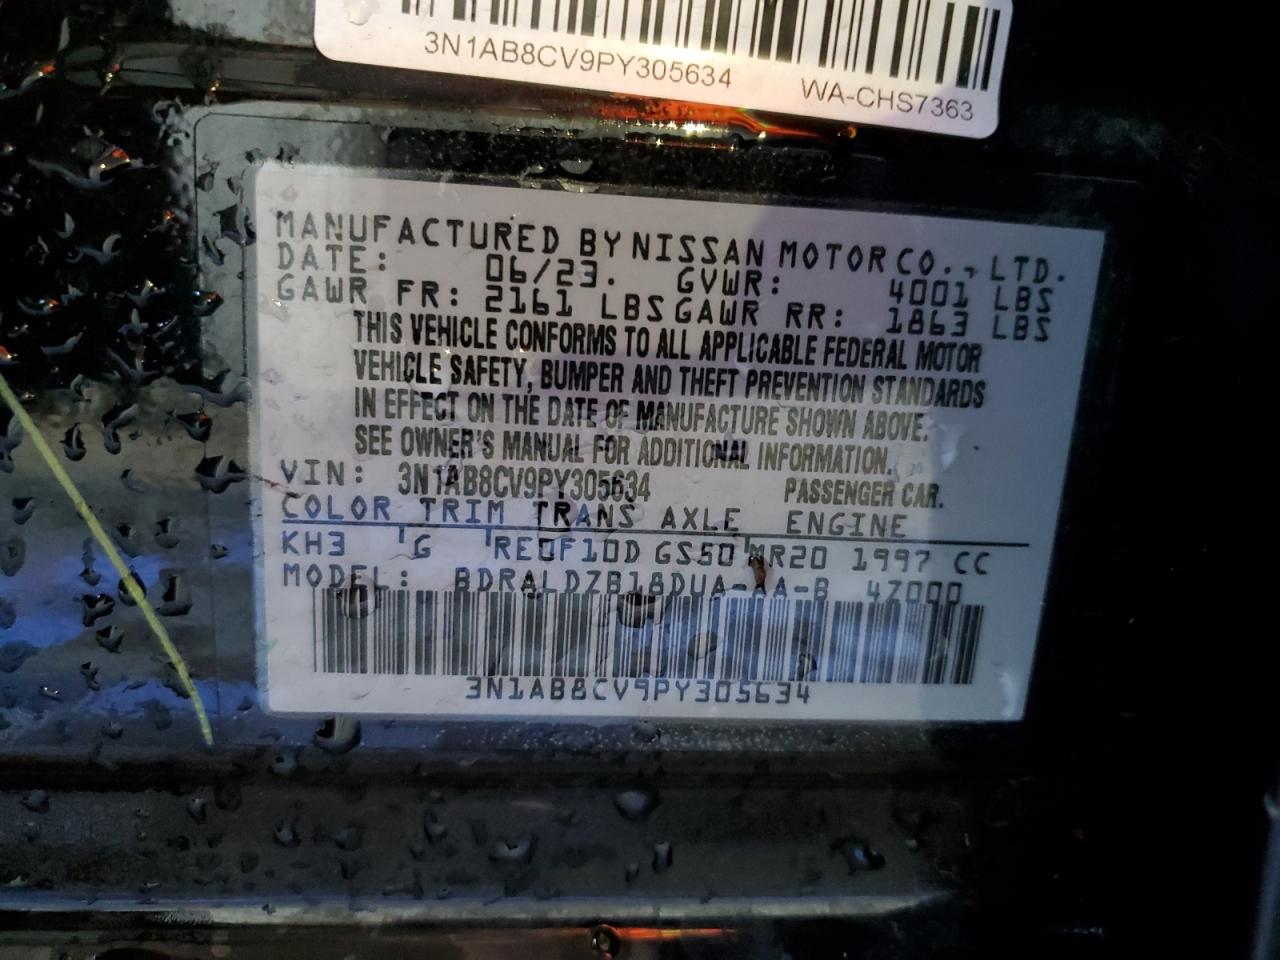 3N1AB8CV9PY305634 WA-CHS7363
MANUFACTURED BY NISSAN MOTOR CO., LTD.
DATE: 06/23. GVWR: 4001 LBS
GAWR FR: 2161 LBS GAWR RR: 1863 LBS
THIS VEHICLE CONFORMS TO ALL APPLICABLE FEDERAL MOTOR
VEHICLE SAFETY, BUMPER AND THEFT PREVENTION STANDARDS
IN EFFECT ON THE DATE OF MANUFACTURE SHOWN ABOVE.
SEE OWNER'S MANUAL FOR ADDITIONAL INFORMATION.
VIN: 3N1AB8CV9PY305634 PASSENGER CAR.
COLOR TRIM TRANS AXLE ENGINE
KH3 G RE0F10D GS50 MR20 1997 CC
MODEL: BDRALDZB18DUA-AA-B 47000
3N1AB8CV9PY305634